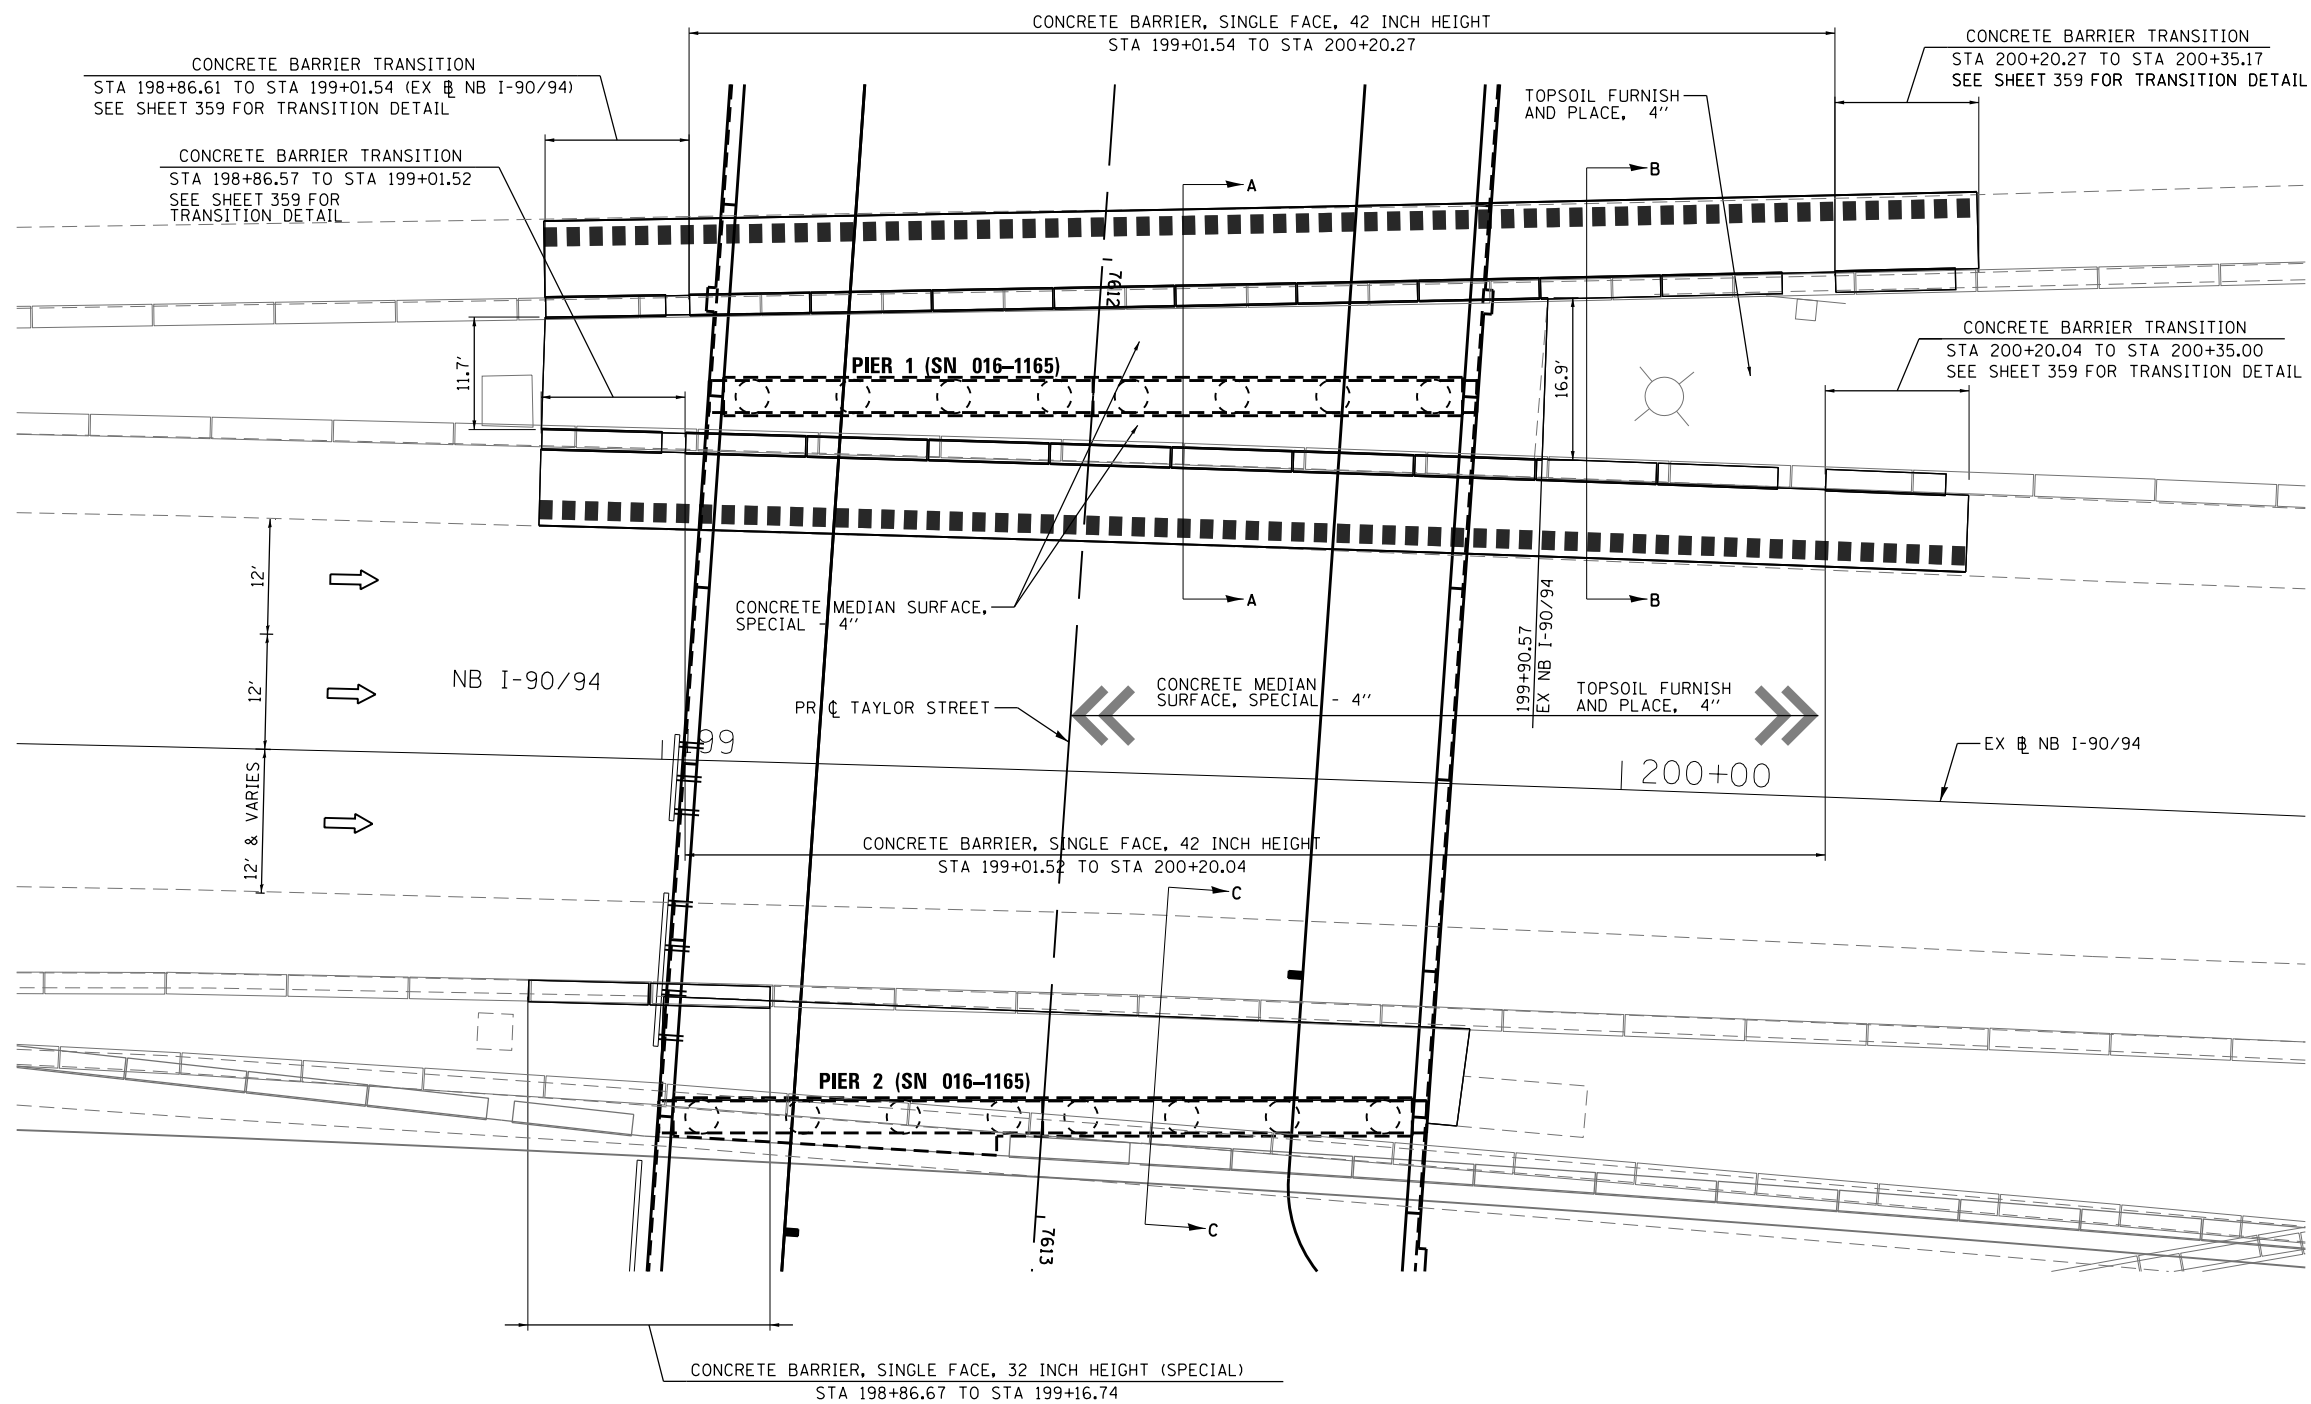 CONCRETE BARRIER, SINGLE FACE, 42 INCH HEIGHT
STA 199+01.54 TO STA 200+20.27
CONCRETE BARRIER TRANSITION
STA 200+20.27 TO STA 200+35.17
SEE SHEET 359 FOR TRANSITION DETAIL
CONCRETE BARRIER TRANSITION
STA 198+86.61 TO STA 199+01.54 (EX ℄ NB I-90/94)
SEE SHEET 359 FOR TRANSITION DETAIL
TOPSOIL FURNISH
AND PLACE, 4"
CONCRETE BARRIER TRANSITION
STA 198+86.57 TO STA 199+01.52
SEE SHEET 359 FOR
TRANSITION DETAIL
A
B
7612
CONCRETE BARRIER TRANSITION
STA 200+20.04 TO STA 200+35.00
SEE SHEET 359 FOR TRANSITION DETAIL
11.7'
PIER 1 (SN 016-1165)
16.9'
12'
CONCRETE MEDIAN SURFACE,
SPECIAL - 4"
A
B
12'
NB I-90/94
PR ℄ TAYLOR STREET
CONCRETE MEDIAN
SURFACE, SPECIAL - 4"
199+90.57
EX NB I-90/94
TOPSOIL FURNISH
AND PLACE, 4"
199
EX ℄ NB I-90/94
200+00
12' & VARIES
CONCRETE BARRIER, SINGLE FACE, 42 INCH HEIGHT
STA 199+01.52 TO STA 200+20.04
C
PIER 2 (SN 016-1165)
C
7613
CONCRETE BARRIER, SINGLE FACE, 32 INCH HEIGHT (SPECIAL)
STA 198+86.67 TO STA 199+16.74